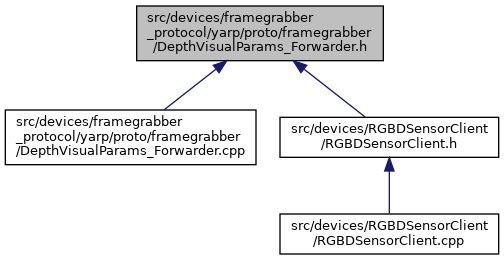 src/devices/framegrabber
_protocol/yarp/proto/framegrabber
/DepthVisualParams_Forwarder.h
src/devices/framegrabber
_protocol/yarp/proto/framegrabber
/DepthVisualParams_Forwarder.cpp
src/devices/RGBDSensorClient
/RGBDSensorClient.h
src/devices/RGBDSensorClient
/RGBDSensorClient.cpp